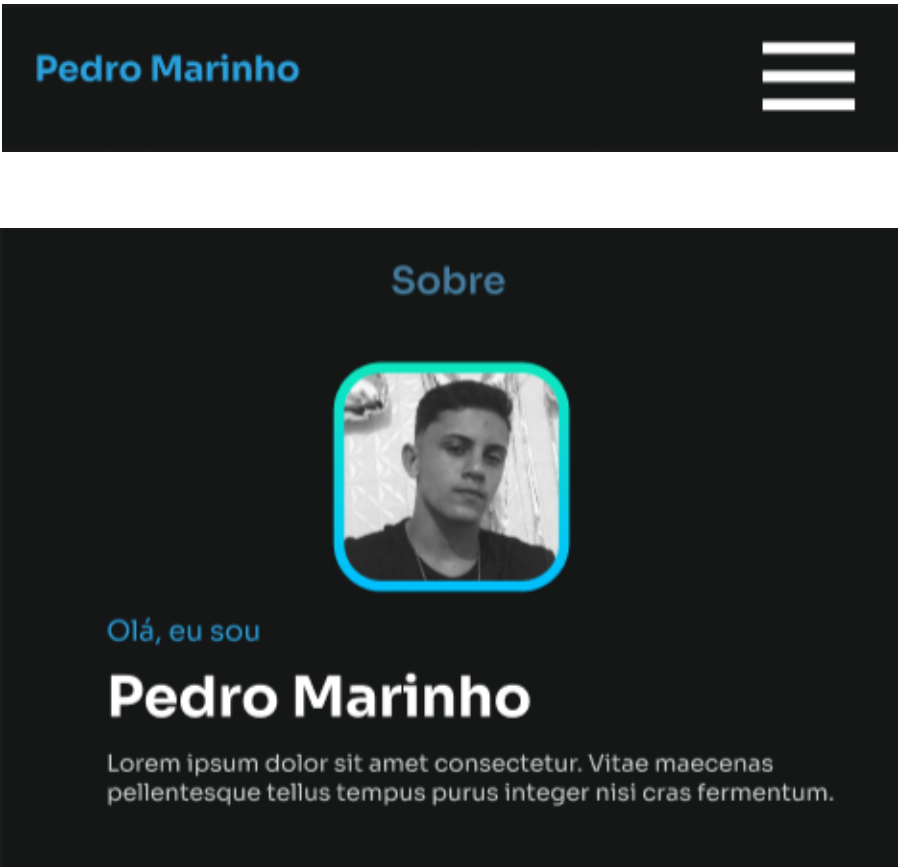 Pedro Marinho
Sobre
Olá, eu sou
Pedro Marinho
Lorem ipsum dolor sit amet consectetur. Vitae maecenas
pellentesque tellus tempus purus integer nisi cras fermentum.